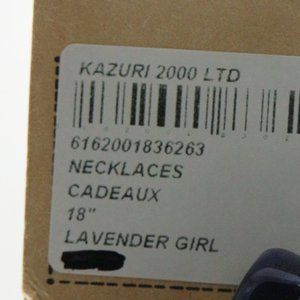 KAZURI 2000 LTD
6162001836263
NECKLACES
CADEAUX
18"
LAVENDER GIRL